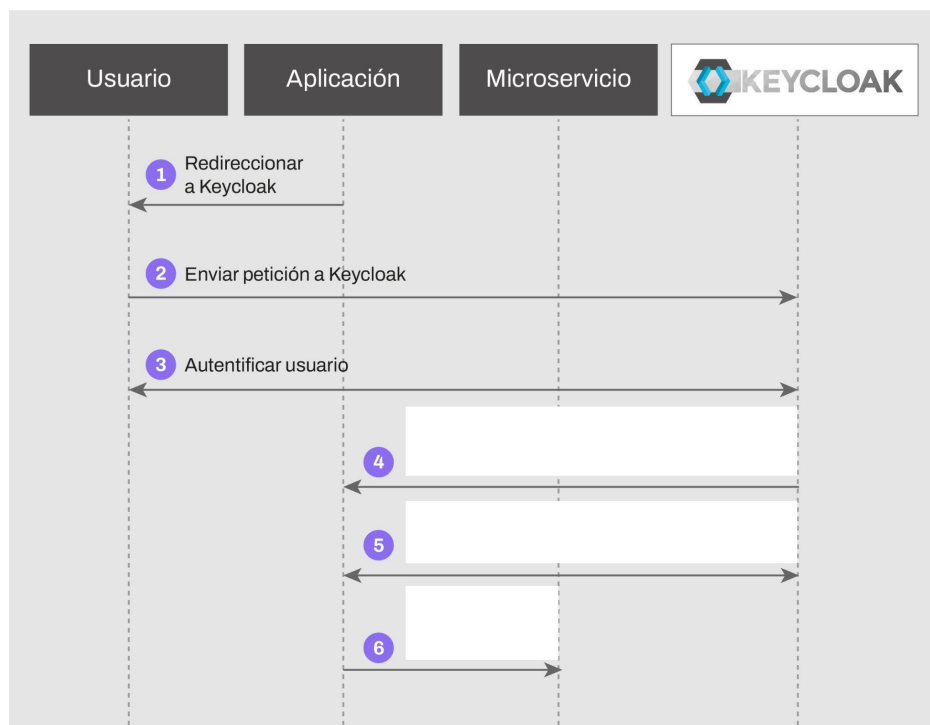 Usuario
Aplicación
Microservicio
KEYCLOAK
1
Redireccionar
a Keycloak
2
Enviar petición a Keycloak
3
Autentificar usuario
4
5
6